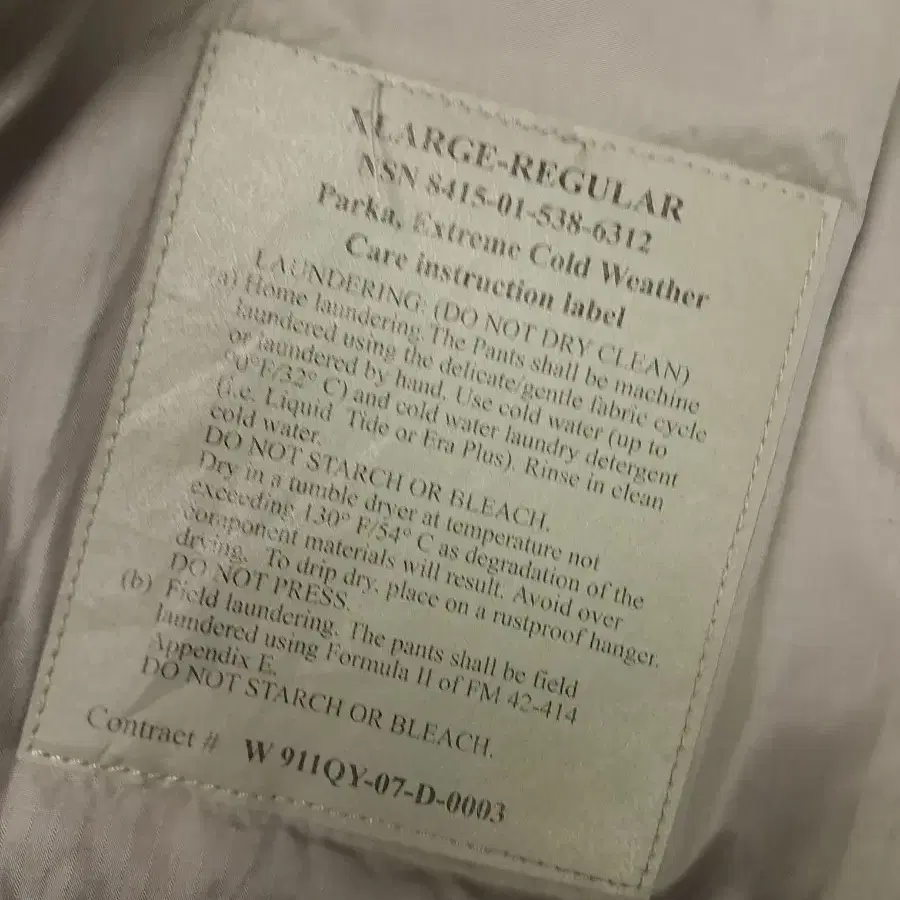 XLARGE-REGULAR
NSN 8415-01-538-6312
Parka, Extreme Cold Weather
Care instruction label
LAUNDERING: (DO NOT DRY CLEAN)
(a) Home laundering. The Pants shall be machine
laundered using the delicate/gentle fabric cycle
or laundered by hand. Use cold water (up to
90°F/32° C) and cold water laundry detergent
(i.e. Liquid Tide or Era Plus). Rinse in clean
cold water.
DO NOT STARCH OR BLEACH.
Dry in a tumble dryer at temperature not
exceeding 130° F/54° C as degradation of the
component materials will result. Avoid over
drying. To drip dry, place on a rustproof hanger.
DO NOT PRESS.
(b) Field laundering. The pants shall be field
laundered using Formula II of FM 42-414
Appendix E.
DO NOT STARCH OR BLEACH.
Contract # W 911QY-07-D-0003